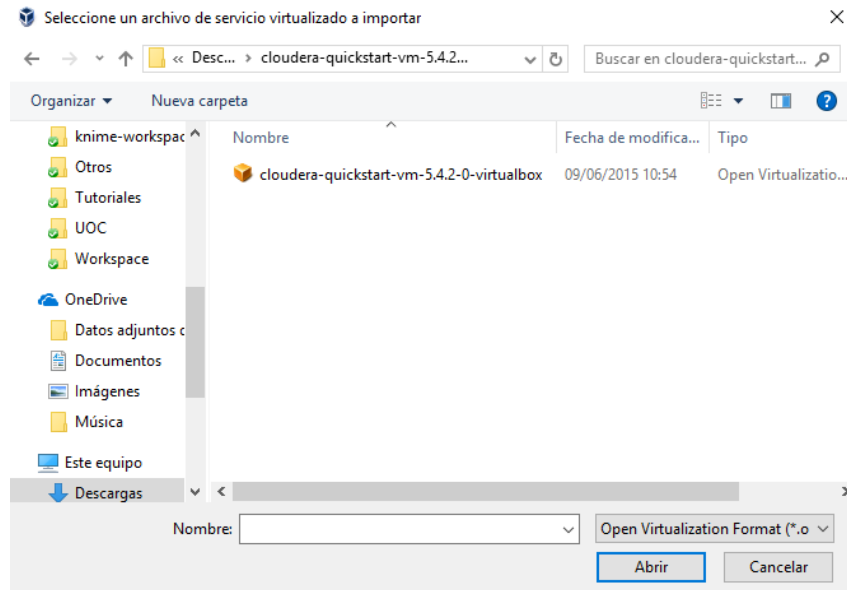 Seleccione un archivo de servicio virtualizado a importar
« Desc... › cloudera-quickstart-vm-5.4.2...
Buscar en cloudera-quickstart...
Organizar
Nueva carpeta
knime-workspac
Otros
Tutoriales
UOC
Workspace
OneDrive
Datos adjuntos c
Documentos
Imágenes
Música
Este equipo
Descargas
Nombre
Fecha de modifica...
Tipo
cloudera-quickstart-vm-5.4.2-0-virtualbox
09/06/2015 10:54
Open Virtualizatio...
Nombre:
Open Virtualization Format (*.o
Abrir
Cancelar